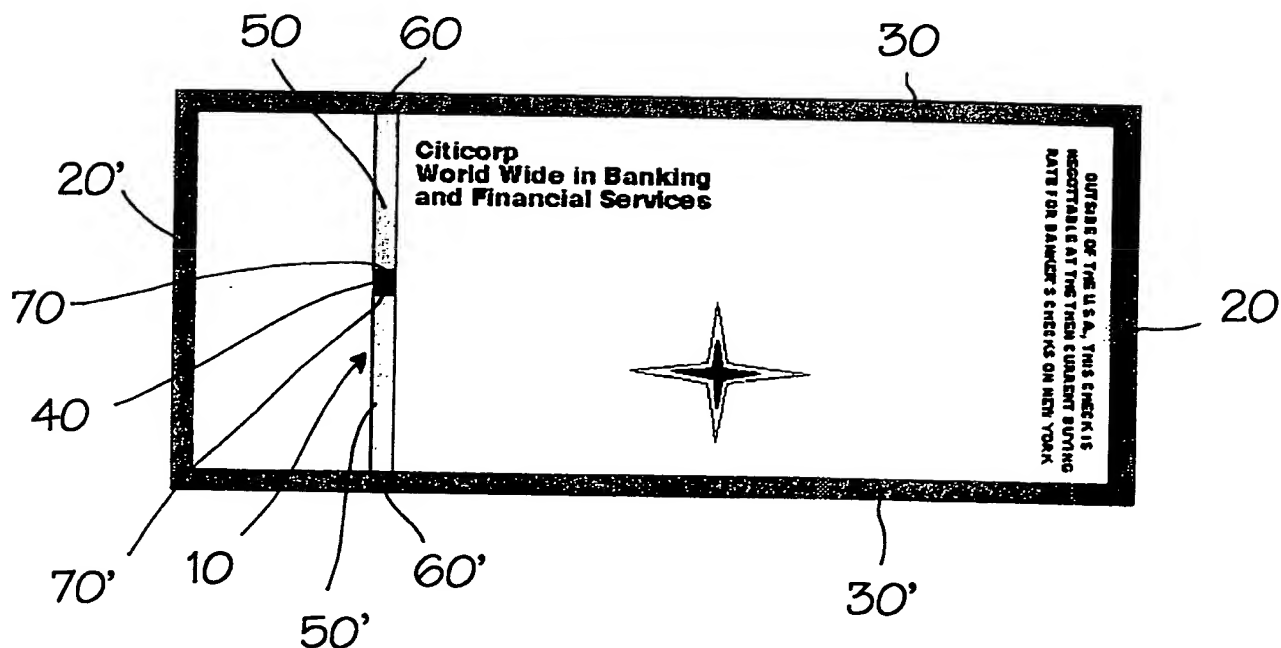 50
60
30
20'
Citicorp
World Wide in Banking
and Financial Services
OUTSIDE OF THE U.S.A., THIS CHECK IS
NEGOTTABLE AT THE THEN CURRENT BUYING
RATE FOR BANKER'S CHECKS ON NEW YORK
70
20
40
70'
10
50'
60'
30'